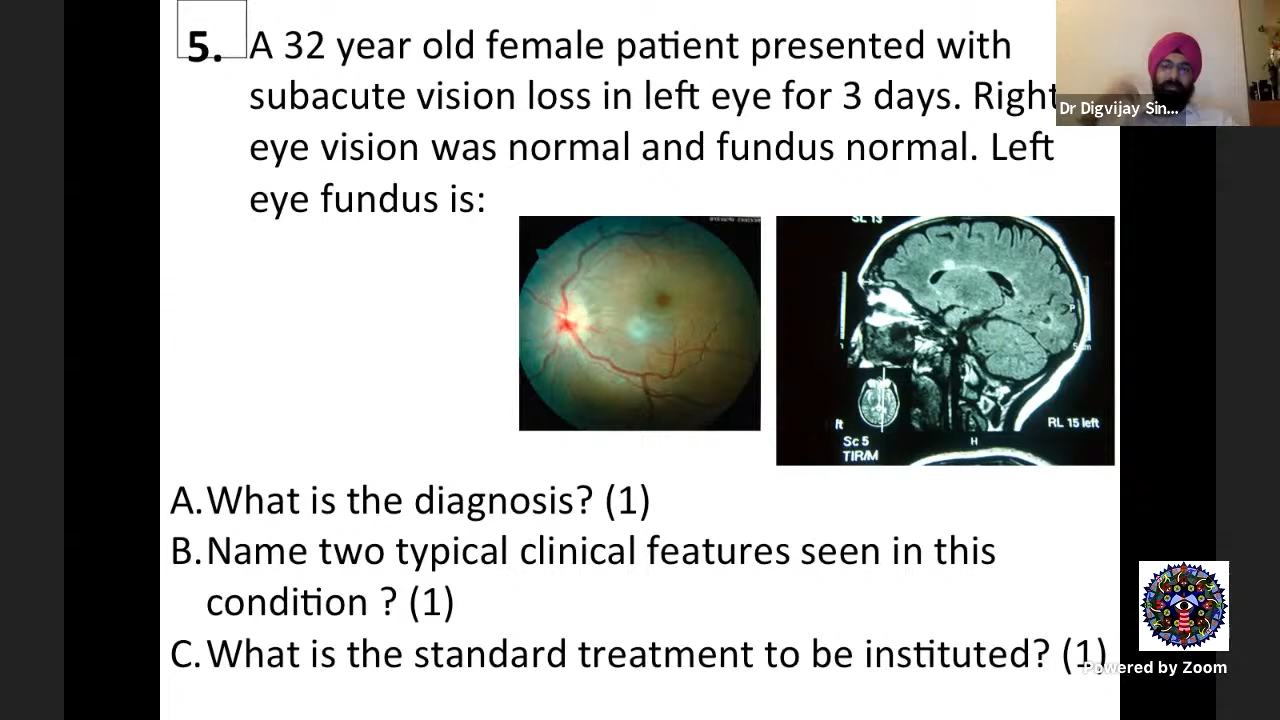 5. A 32 year old female patient presented with
subacute vision loss in left eye for 3 days. Right
eye vision was normal and fundus normal. Left
eye fundus is:
Dr Digvijay Sin...
SL 13
P
RL 15 left
Sc 5
H
TIR/M
A. What is the diagnosis? (1)
B. Name two typical clinical features seen in this
condition ? (1)
C. What is the standard treatment to be instituted? (1)
Powered by Zoom